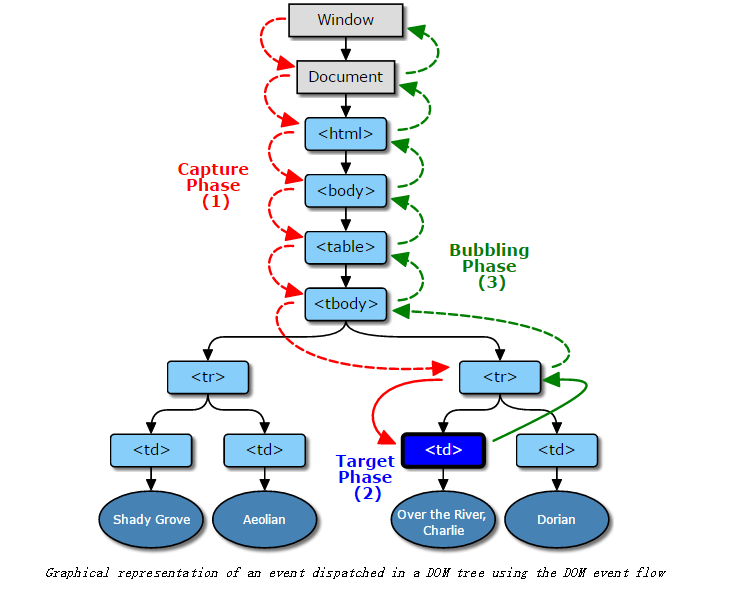 Window
Document
<html>
Capture
Phase
(1)
<body>
<table>
Bubbling
Phase
(3)
<tbody>
<tr>
<tr>
<td>
<td>
<td>
<td>
Target
Phase
(2)
Shady Grove
Aeolian
Over the River,
Charlie
Dorian
Graphical representation of an event dispatched in a DOM tree using the DOM event flow